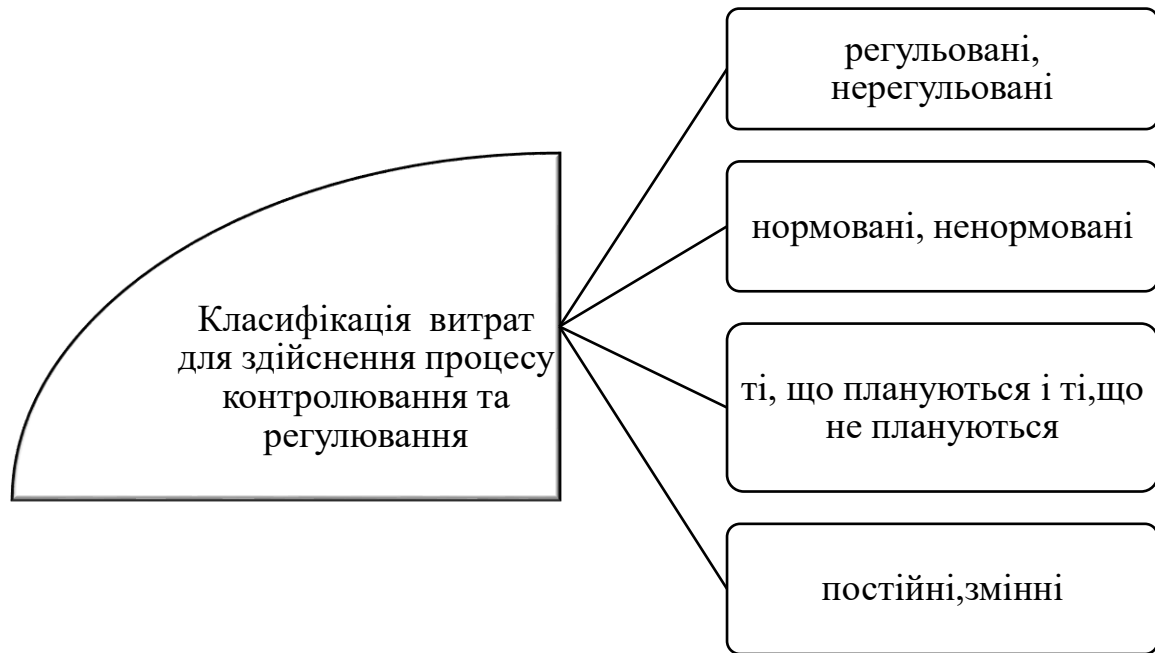 Класифікація витрат
для здійснення процесу
контролювання та
регулювання
регульовані,
нерегульовані
нормовані, ненормовані
ті, що плануються і ті,що
не плануються
постійні,змінні